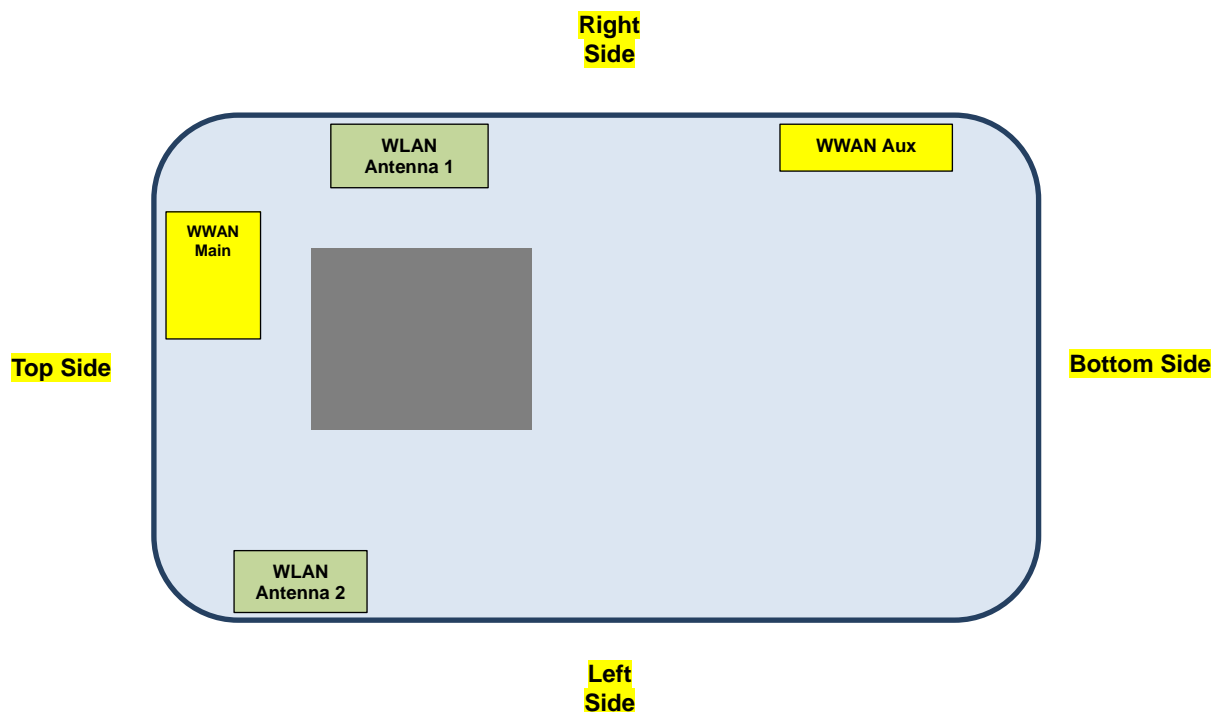 Right
Side
WLAN
Antenna 1
WWAN Aux
WWAN
Main
Top Side
Bottom Side
WLAN
Antenna 2
Left
Side